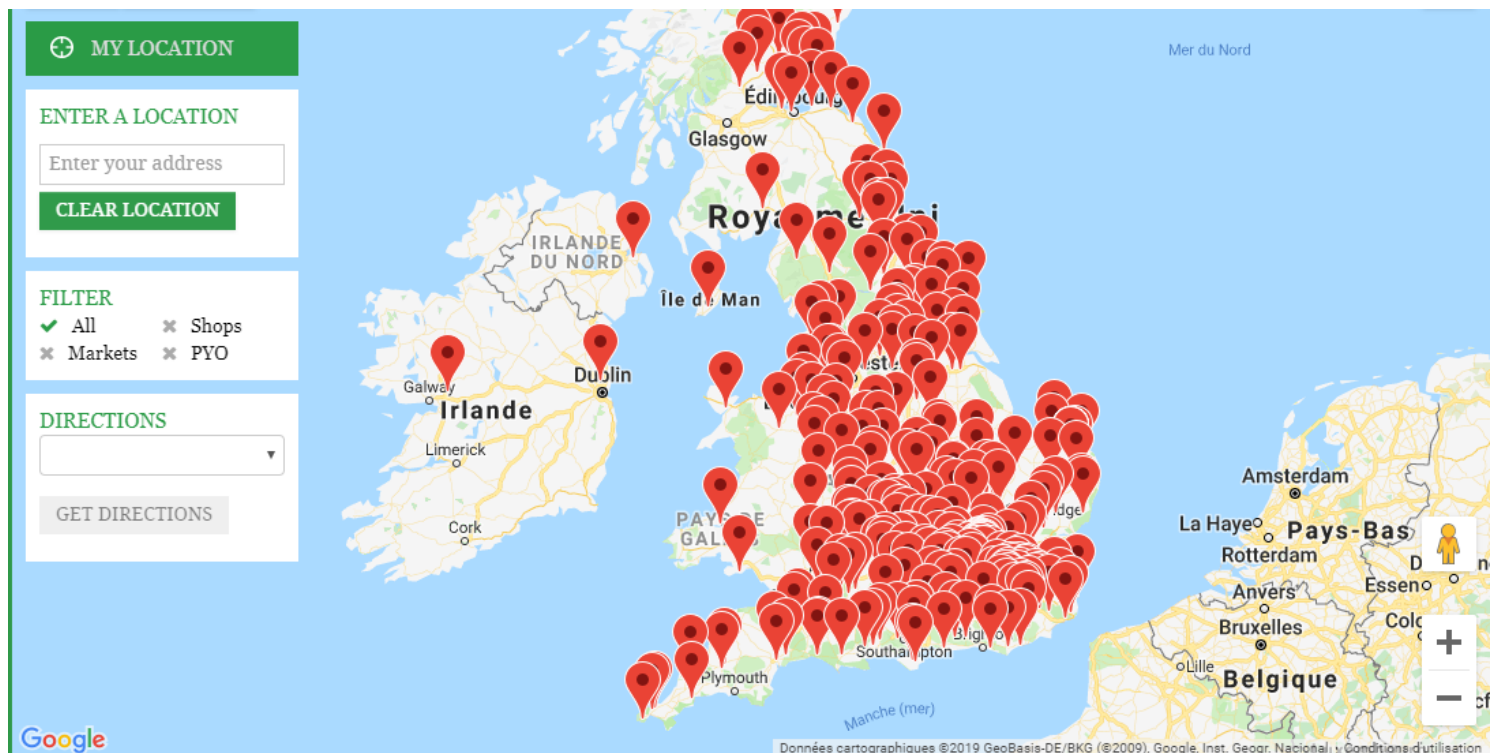 MY LOCATION
ENTER A LOCATION
Enter your address
CLEAR LOCATION
FILTER
All
Shops
Markets
PYO
DIRECTIONS
GET DIRECTIONS
Mer du Nord
Glasgow
IRLANDE
DU NORD
Île de Man
Galway
Dublin
Irlande
Limerick
Cork
Plymouth
Southampton
Manche (mer)
Amsterdam
La Haye
Rotterdam
Pays-Bas
Anvers
Essen
Bruxelles
Lille
Belgique
Google
Données cartographiques ©2019 GeoBasis-DE/BKG (©2009), Google, Inst. Geogr. Nacional
Conditions d'utilisation